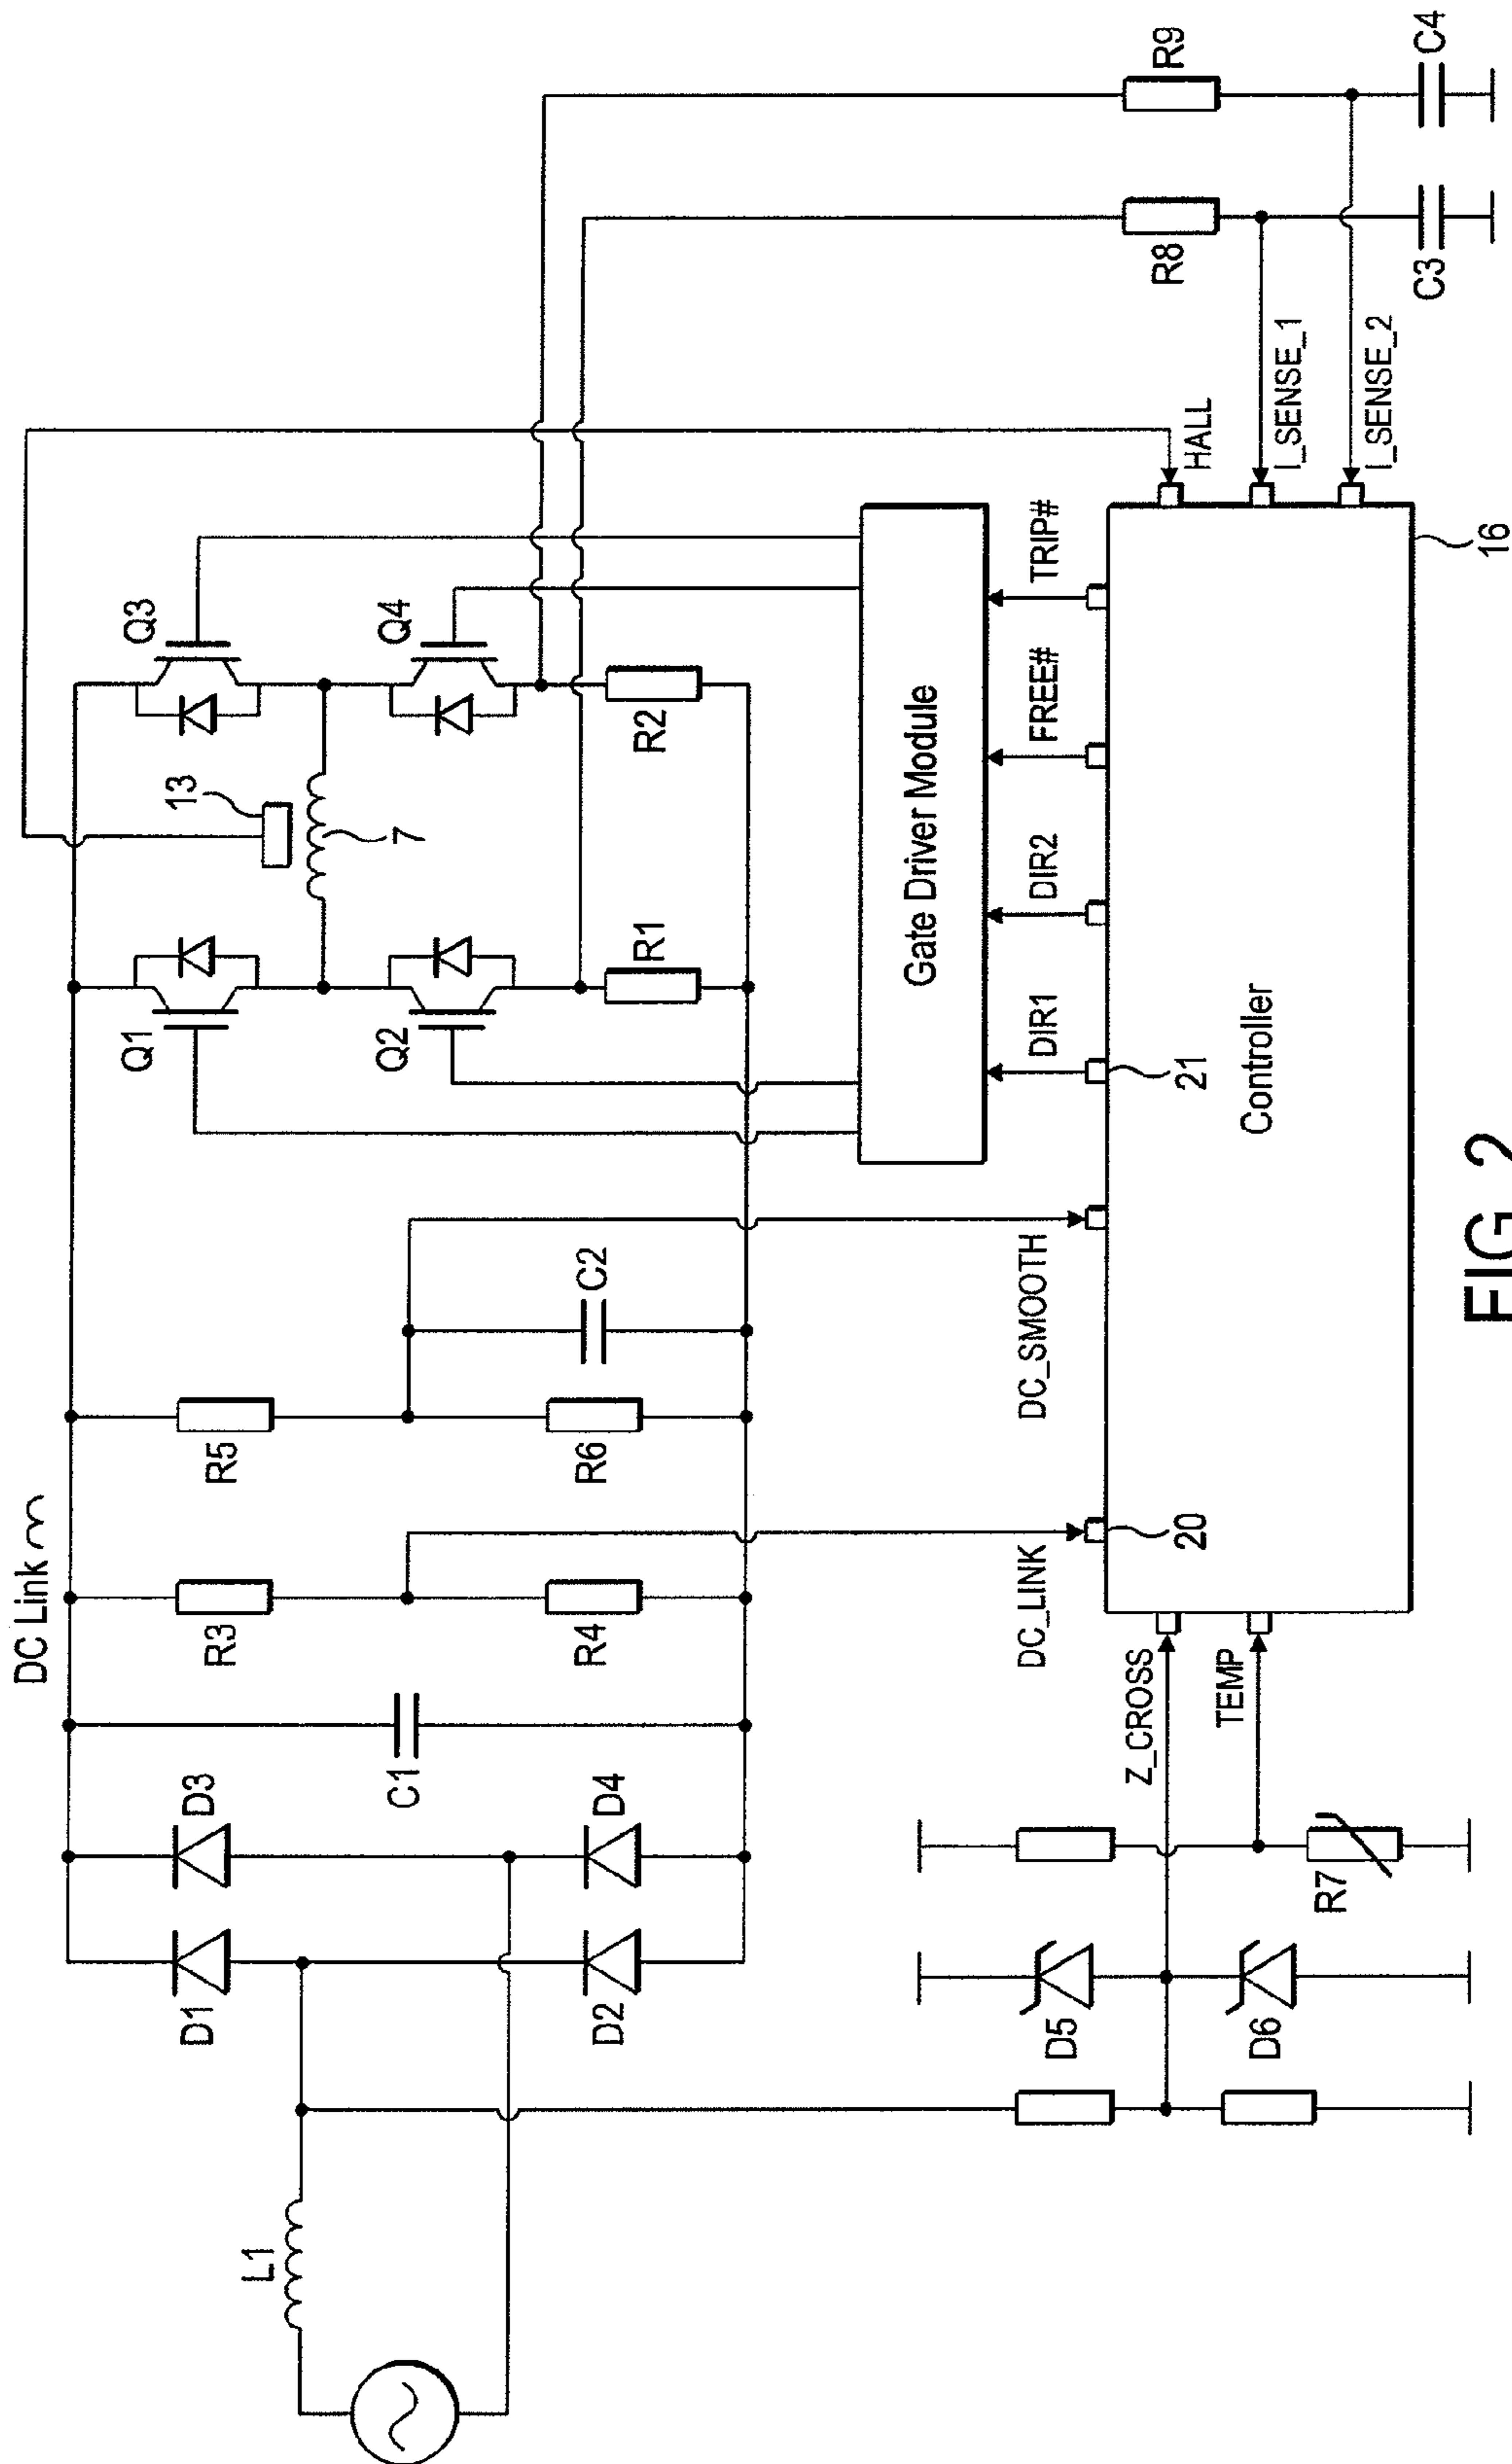 DC Link
L1
D1
D3
D2
D4
C1
R3
R4
R5
R6
C2
Q1
Q2
Q3
Q4
13
7
R1
R2
Gate Driver Module
DC_LINK
DC_SMOOTH
DIR1
DIR2
FREE#
TRIP#
Z_CROSS
TEMP
D5
D6
R7
20
21
Controller
HALL
I_SENSE_1
I_SENSE_2
16
R8
R9
C3
C4
FIG. 2